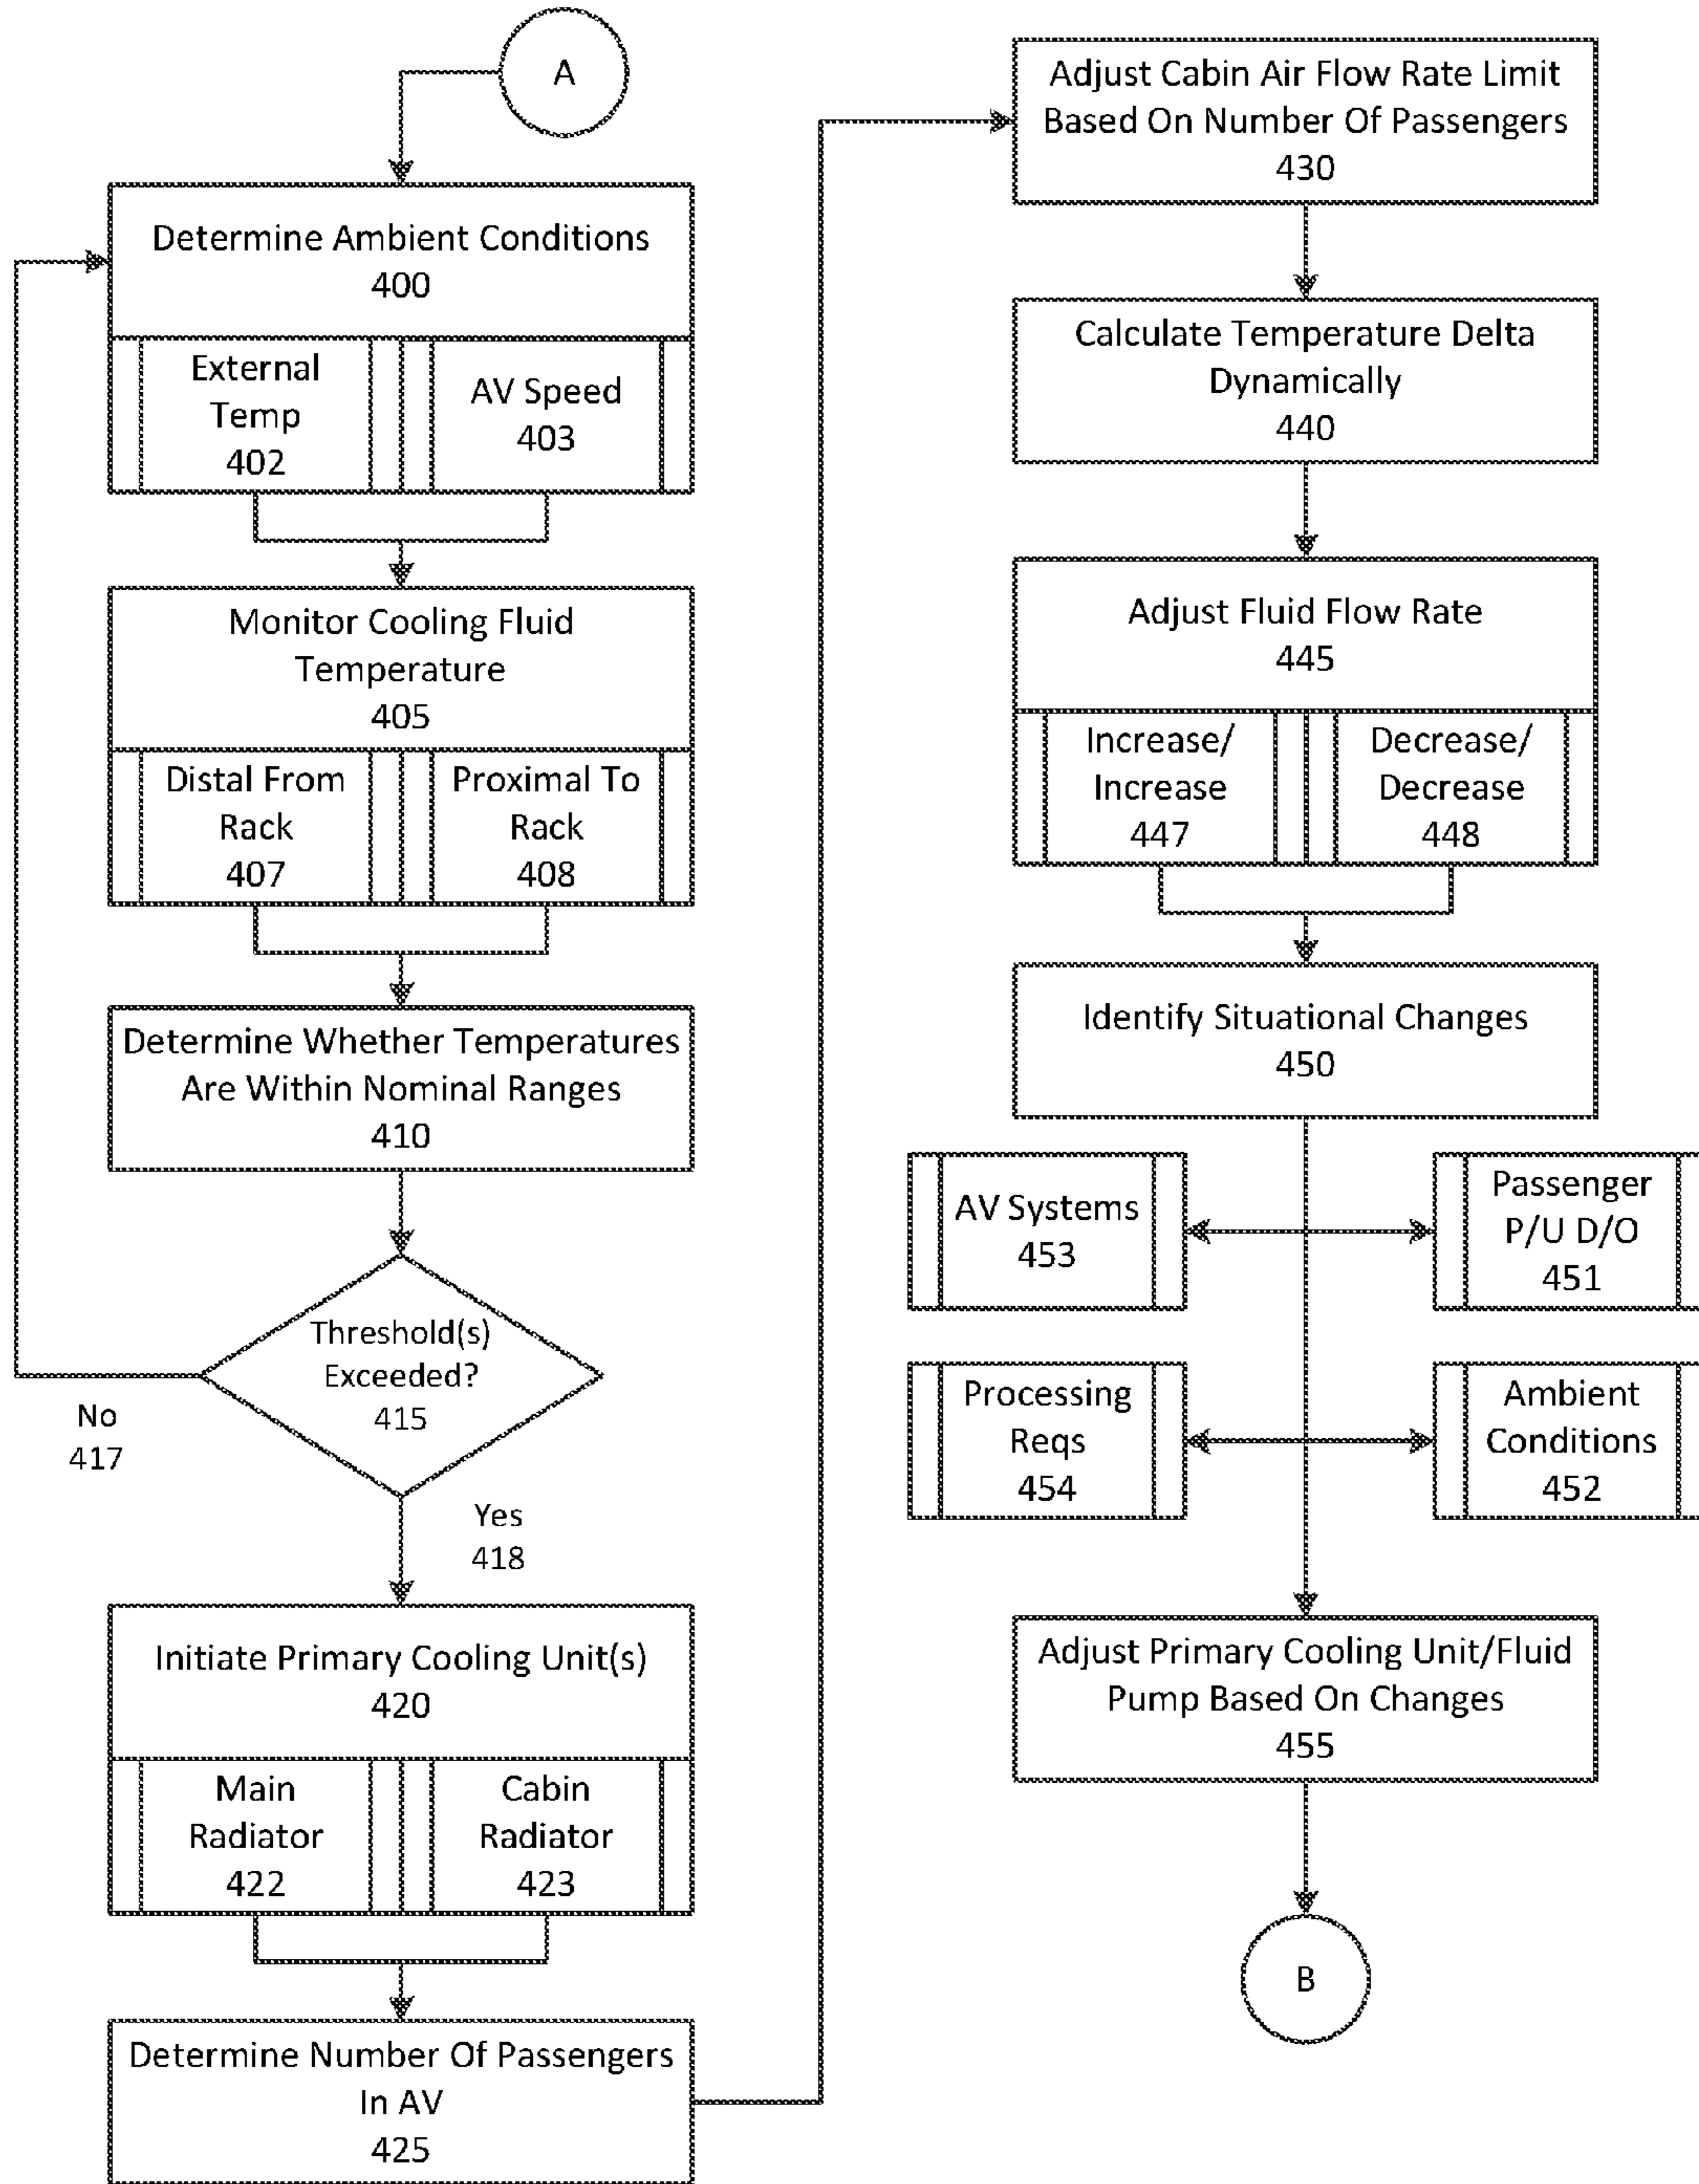 A
Determine Ambient Conditions
400
External
Temp
402
AV Speed
403
Monitor Cooling Fluid
Temperature
405
Distal From
Rack
407
Proximal To
Rack
408
Determine Whether Temperatures
Are Within Nominal Ranges
410
Threshold(s)
Exceeded?
415
No
417
Yes
418
Initiate Primary Cooling Unit(s)
420
Main
Radiator
422
Cabin
Radiator
423
Determine Number Of Passengers
In AV
425
Adjust Cabin Air Flow Rate Limit
Based On Number Of Passengers
430
Calculate Temperature Delta
Dynamically
440
Adjust Fluid Flow Rate
445
Increase/
Increase
447
Decrease/
Decrease
448
Identify Situational Changes
450
AV Systems
453
Passenger
P/U D/O
451
Processing
Reqs
454
Ambient
Conditions
452
Adjust Primary Cooling Unit/Fluid
Pump Based On Changes
455
B